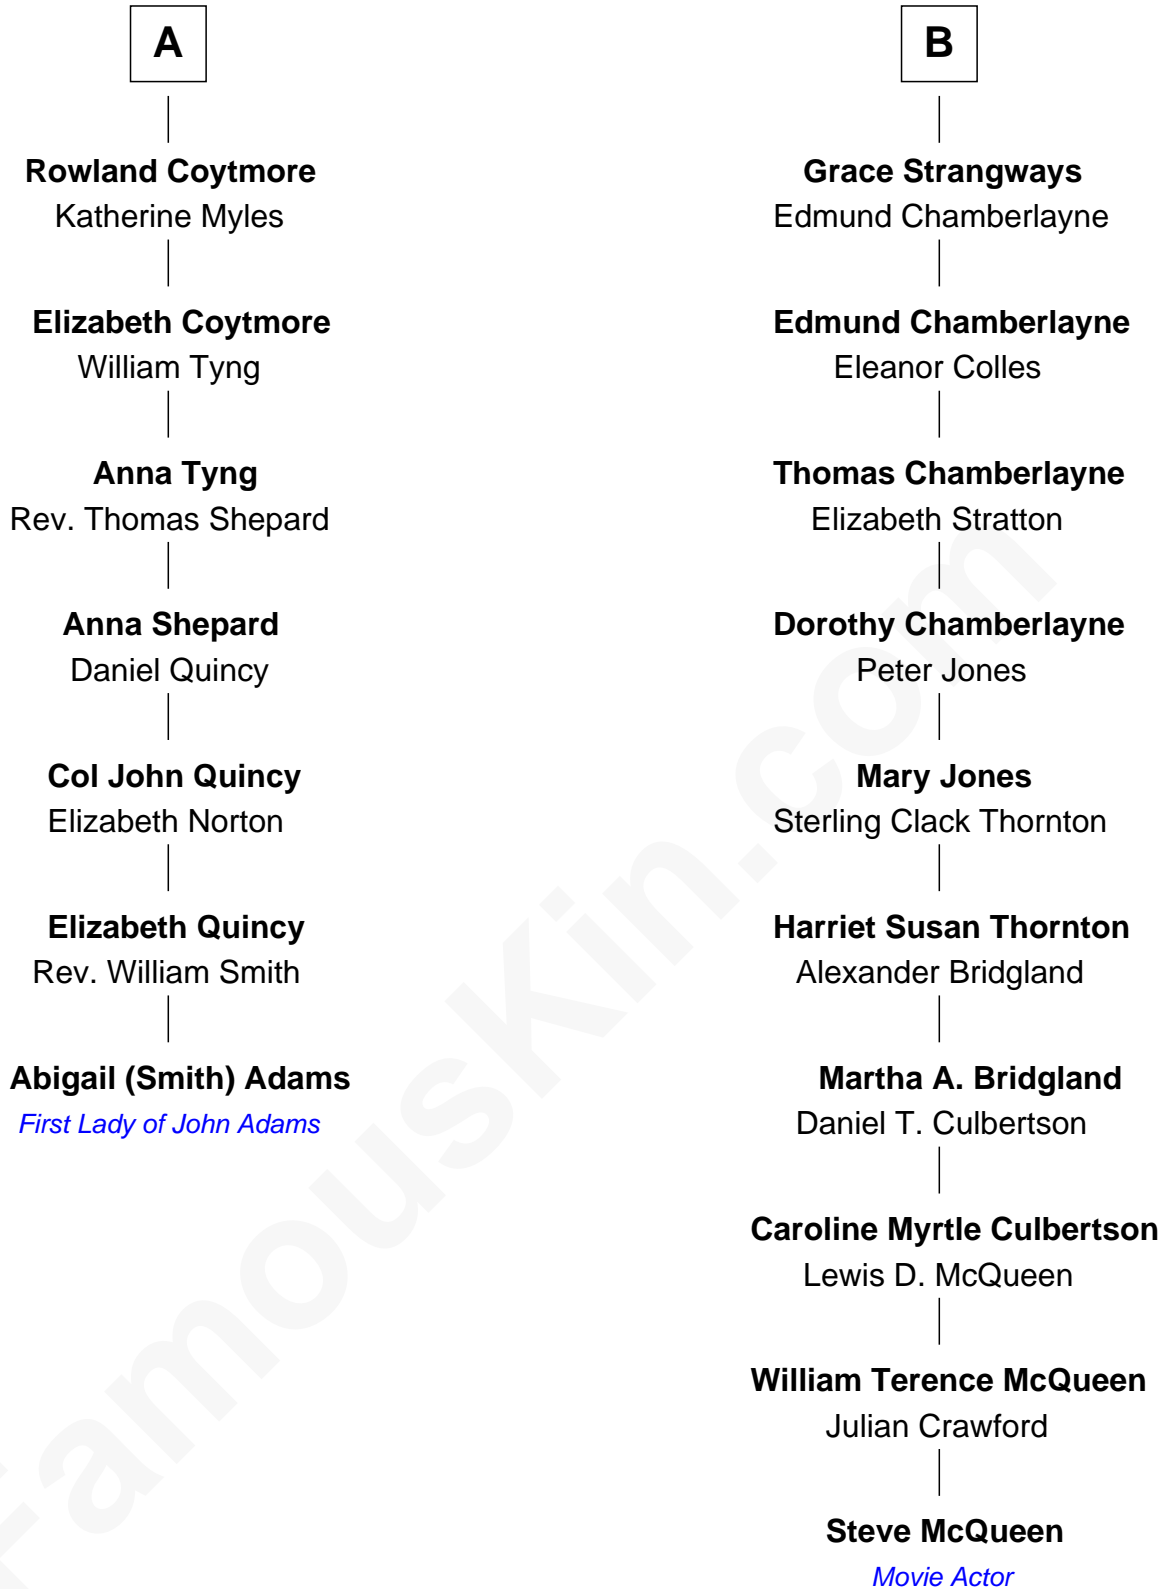 A
Rowland Coytmore
Katherine Myles
Elizabeth Coytmore
William Tyng
Anna Tyng
Rev. Thomas Shepard
Anna Shepard
Daniel Quincy
Col John Quincy
Elizabeth Norton
Elizabeth Quincy
Rev. William Smith
Abigail (Smith) Adams
First Lady of John Adams
B
Grace Strangways
Edmund Chamberlayne
Edmund Chamberlayne
Eleanor Colles
Thomas Chamberlayne
Elizabeth Stratton
Dorothy Chamberlayne
Peter Jones
Mary Jones
Sterling Clack Thornton
Harriet Susan Thornton
Alexander Bridgland
Martha A. Bridgland
Daniel T. Culbertson
Caroline Myrtle Culbertson
Lewis D. McQueen
William Terence McQueen
Julian Crawford
Steve McQueen
Movie Actor
FamousKin.com